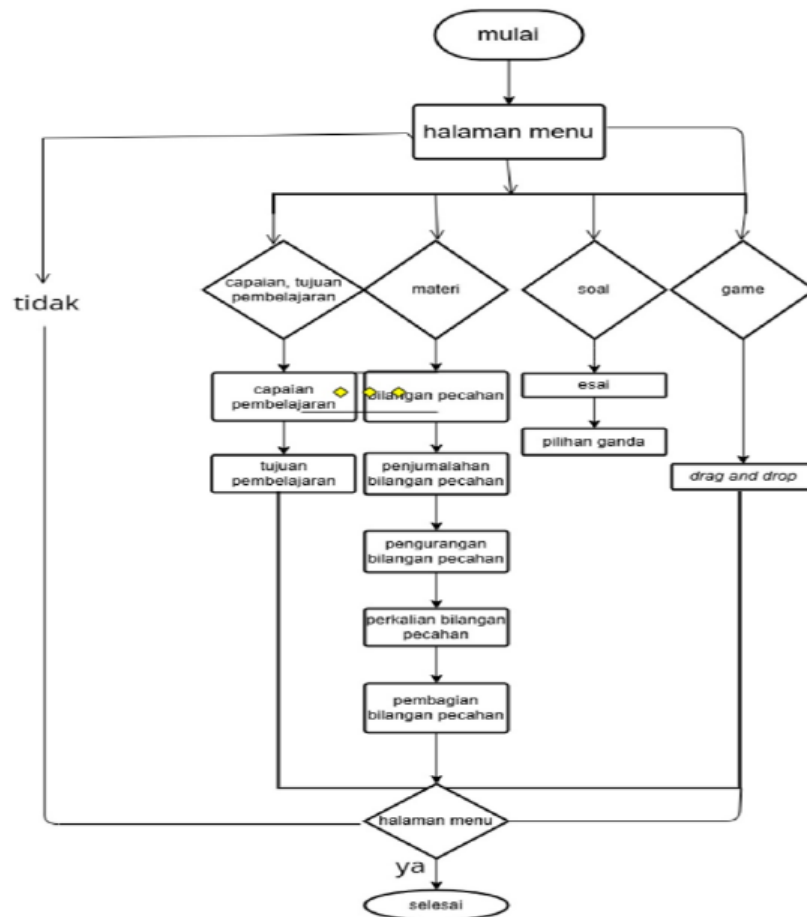 mulai
halaman menu
tidak
capaian, tujuan
pembelajaran
materi
soal
game
capaian
pembelajaran
tujuan
pembelajaran
bilangan pecahan
penjumalahan
bilangan pecahan
pengurangan
bilangan pecahan
perkalian bilangan
pecahan
pembagian
bilangan pecahan
esai
pilihan ganda
drag and drop
halaman menu
ya
selesai